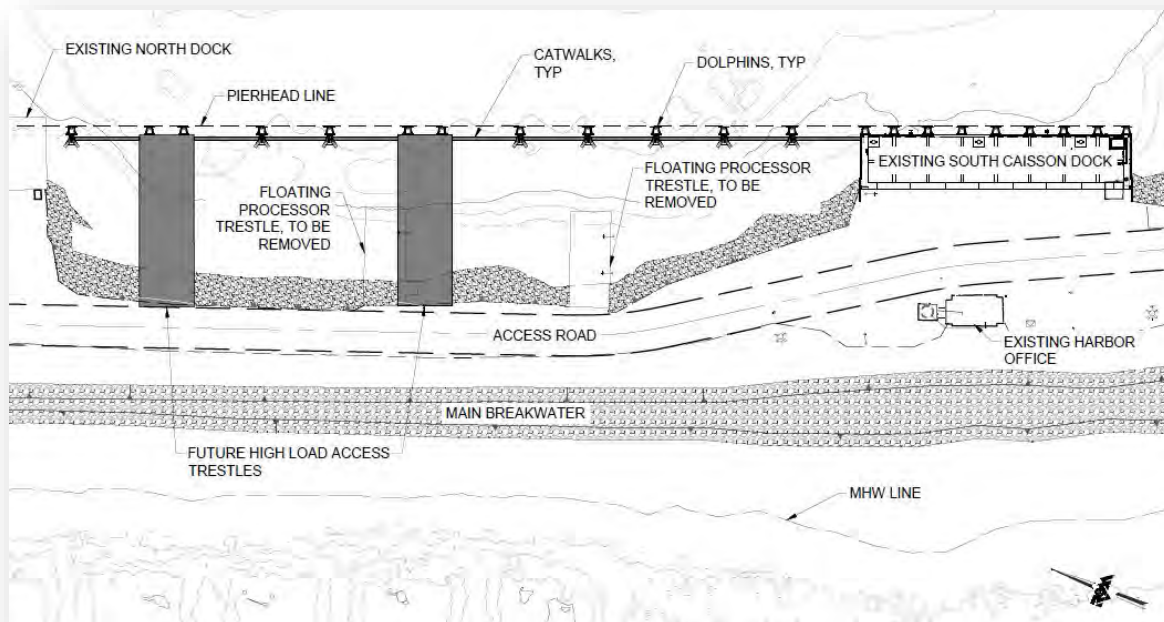 EXISTING NORTH DOCK
CATWALKS,
TYP
DOLPHINS, TYP
PIERHEAD LINE
EXISTING SOUTH CAISSON DOCK
FLOATING PROCESSOR
TRESTLE, TO BE
REMOVED
FLOATING
PROCESSOR
TRESTLE, TO BE
REMOVED
ACCESS ROAD
EXISTING HARBOR
OFFICE
MAIN BREAKWATER
FUTURE HIGH LOAD ACCESS
TRESTLES
MHW LINE